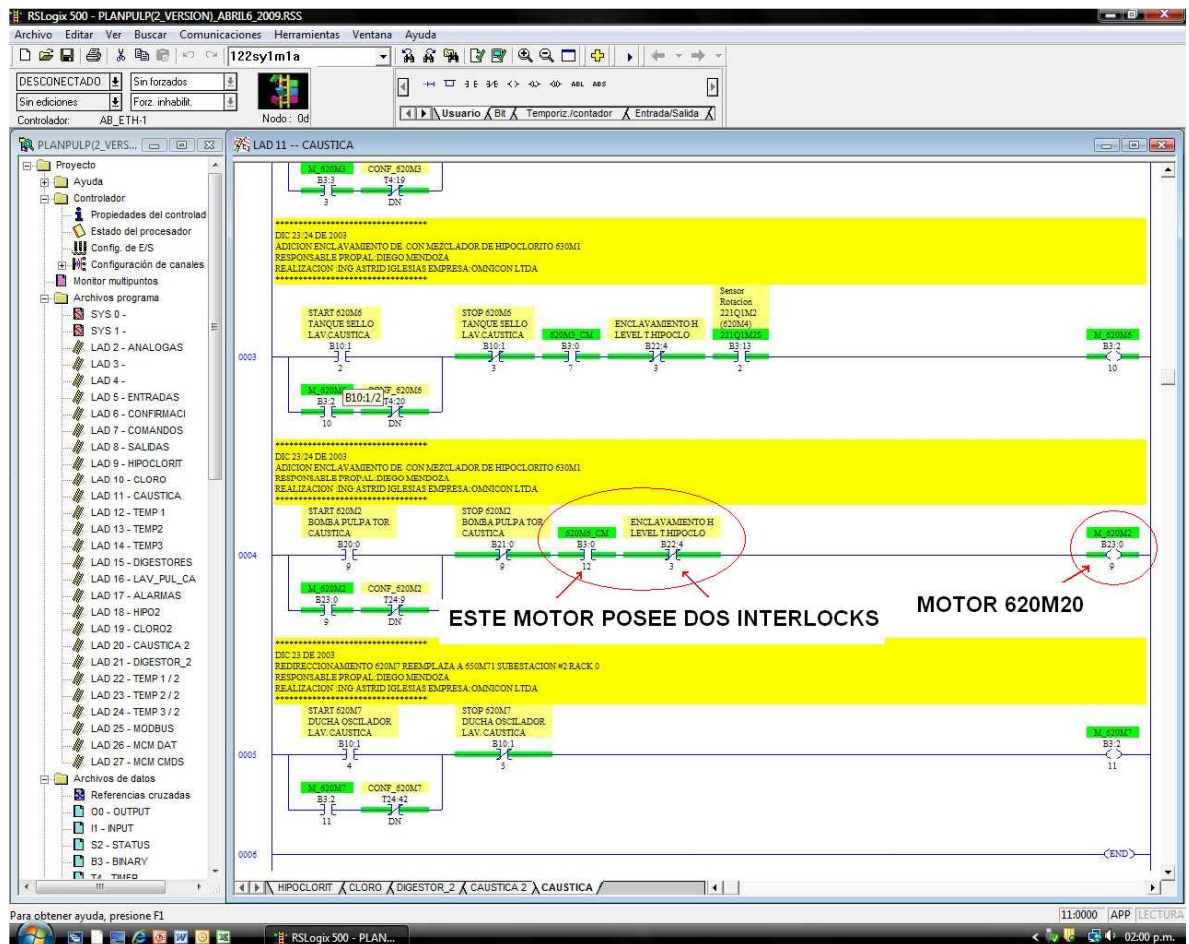 RSLogix 500 - PLANPULP(2_VERSION)_ABRIL6_2009.RSS
Archivo Editar Ver Buscar Comunicaciones Herramientas Ventana Ayuda
122sy1m1a
DESCONECTADO Sin forzados
Sin ediciones Forz. inhabilit.
Controlador: AB_ETH-1 Nodo: 0d
ABL ABS
Usuario Bit Temporiz./contador Entrada/Salida
PLANPULP(2_VERS...
Proyecto
Ayuda
Controlador
Propiedades del controlad
Estado del procesador
Config. de E/S
Configuración de canales
Monitor multipuntos
Archivos programa
SYS 0 -
SYS 1 -
LAD 2 - ANALOGAS
LAD 3 -
LAD 4 -
LAD 5 - ENTRADAS
LAD 6 - CONFIRMACI
LAD 7 - COMANDOS
LAD 8 - SALIDAS
LAD 9 - HIPOCLORIT
LAD 10 - CLORO
LAD 11 - CAUSTICA
LAD 12 - TEMP 1
LAD 13 - TEMP2
LAD 14 - TEMP3
LAD 15 - DIGESTORES
LAD 16 - LAV_PUL_CA
LAD 17 - ALARMAS
LAD 18 - HIPO2
LAD 19 - CLORO2
LAD 20 - CAUSTICA 2
LAD 21 - DIGESTOR_2
LAD 22 - TEMP 1 / 2
LAD 23 - TEMP 2 / 2
LAD 24 - TEMP 3 / 2
LAD 25 - MODBUS
LAD 26 - MCM DAT
LAD 27 - MCM CMDS
Archivos de datos
Referencias cruzadas
O0 - OUTPUT
I1 - INPUT
S2 - STATUS
B3 - BINARY
T4 - TIMER
LAD 11 -- CAUSTICA
M_620M3 CONF_620M3
B3:3 T4:19
3 DN
**********************************
DIC 23/24 DE 2003
ADICION ENCLAVAMIENTO DE CON MEZCLADOR DE HIPOCLORITO 630M1
RESPONSABLE PROPAL:DIEGO MENDOZA
REALIZACION :ING ASTRID IGLESIAS EMPRESA:OMNICON LTDA
**********************************
Sensor
Rotacion
START 620M6 STOP 620M6 221Q1M2
TANQUE SELLO TANQUE SELLO ENCLAVAMIENTO H (620M4)
LAV.CAUSTICA LAV.CAUSTICA 620M3_CM LEVEL T.HIPOCLO 221Q1M2S M_620M6
B10:1 B10:1 B3:0 B22:4 B3:13 B3:2
0003
2 3 7 3 2 10
CONF_620M6
B3:2 B10:1/2 T4:20
10 DN
**********************************
DIC 23/24 DE 2003
ADICION ENCLAVAMIENTO DE CON MEZCLADOR DE HIPOCLORITO 630M1
RESPONSABLE PROPAL:DIEGO MENDOZA
REALIZACION :ING ASTRID IGLESIAS EMPRESA:OMNICON LTDA
**********************************
START 620M2 STOP 620M2
BOMBA PULPA TOR BOMBA PULPA TOR ENCLAVAMIENTO H
CAUSTICA CAUSTICA 620M6_CM LEVEL T.HIPOCLO M_620M2
B20:0 B21:0 B3:0 B22:4 B23:0
0004
9 9 12 3 9
M_620M2 CONF_620M2
B23:0 T24:9
9 DN
ESTE MOTOR POSEE DOS INTERLOCKS
MOTOR 620M20
**********************************
DIC 23 DE 2003
REDIRECCIONAMIENTO 620M7 REEMPLAZA A 650M71 SUBESTACION #2 RACK 0
RESPONSABLE PROPAL:DIEGO MENDOZA
REALIZACION :ING ASTRID IGLESIAS EMPRESA:OMNICON LTDA
**********************************
START 620M7 STOP 620M7
DUCHA OSCILADOR DUCHA OSCILADOR
LAV. CAUSTICA LAV. CAUSTICA M_620M7
B10:1 B10:1 B3:2
0005
4 5 11
M_620M7 CONF_620M7
B3:2 T24:42
11 DN
0006 (END)
HIPOCLORIT CLORO DIGESTOR_2 CAUSTICA 2 CAUSTICA
Para obtener ayuda, presione F1 11:0000 APP LECTURA
RSLogix 500 - PLAN... 02:00 p.m.